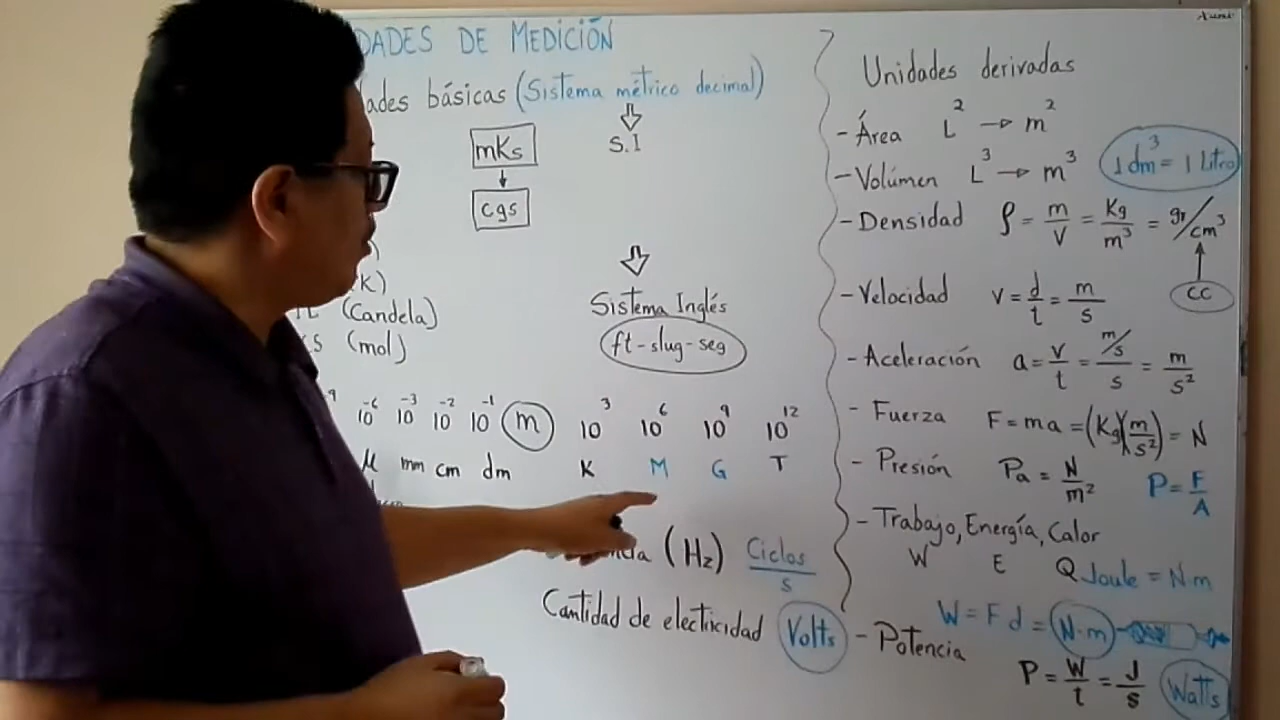 DADES DE MEDICIÓN
dades básicas (Sistema métrico decimal)
mKs
S.I
cgs
K)
(Candela)
(mol)
Sistema Inglés
ft-slug-seg
10⁻⁶ 10⁻³ 10⁻² 10⁻¹ m 10³ 10⁶ 10⁹ 10¹²
μ mm cm dm K M G T
(Hz) Ciclos/s
Cantidad de electricidad Volts
Unidades derivadas
- Área L² → m²
- Volúmen L³ → m³
1 dm³ = 1 Litro
- Densidad ρ = m/V = Kg/m³ = gr/cm³
cc
- Velocidad v = d/t = m/s
- Aceleración a = v/t = m/s/s = m/s²
- Fuerza F = ma = (Kg)(m/s²) = N
- Presión Pa = N/m² P = F/A
- Trabajo, Energía, Calor
W E Q Joule = N·m
W = F d = N·m
- Potencia
P = W/t = J/s Watts